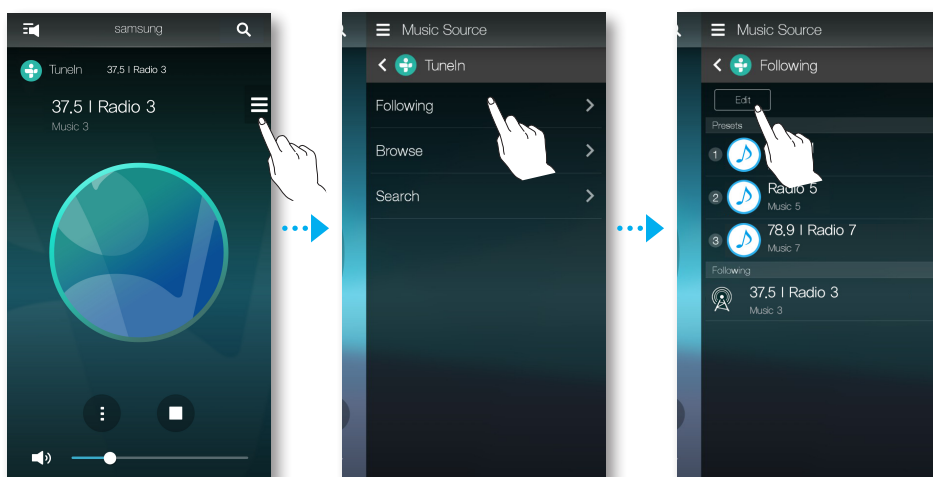 samsung
TuneIn 37,5 | Radio 3
37,5 | Radio 3
Music 3
Music Source
TuneIn
Following
Browse
Search
Music Source
Following
Edit
Presets
1
2
Radio 5
Music 5
3
78,9 | Radio 7
Music 7
Following
37,5 | Radio 3
Music 3